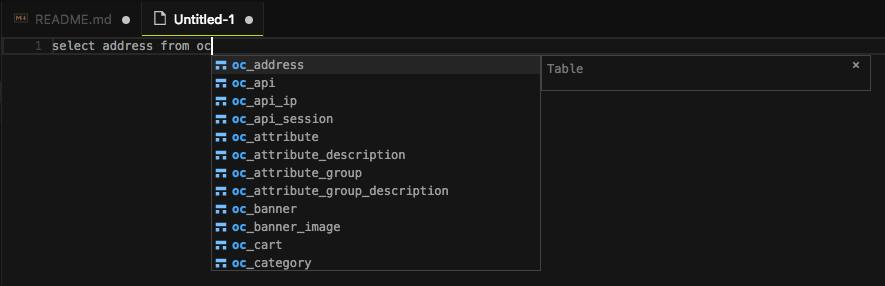 README.md Untitled-1
1 select address from oc
oc_address Table ×
oc_api
oc_api_ip
oc_api_session
oc_attribute
oc_attribute_description
oc_attribute_group
oc_attribute_group_description
oc_banner
oc_banner_image
oc_cart
oc_category